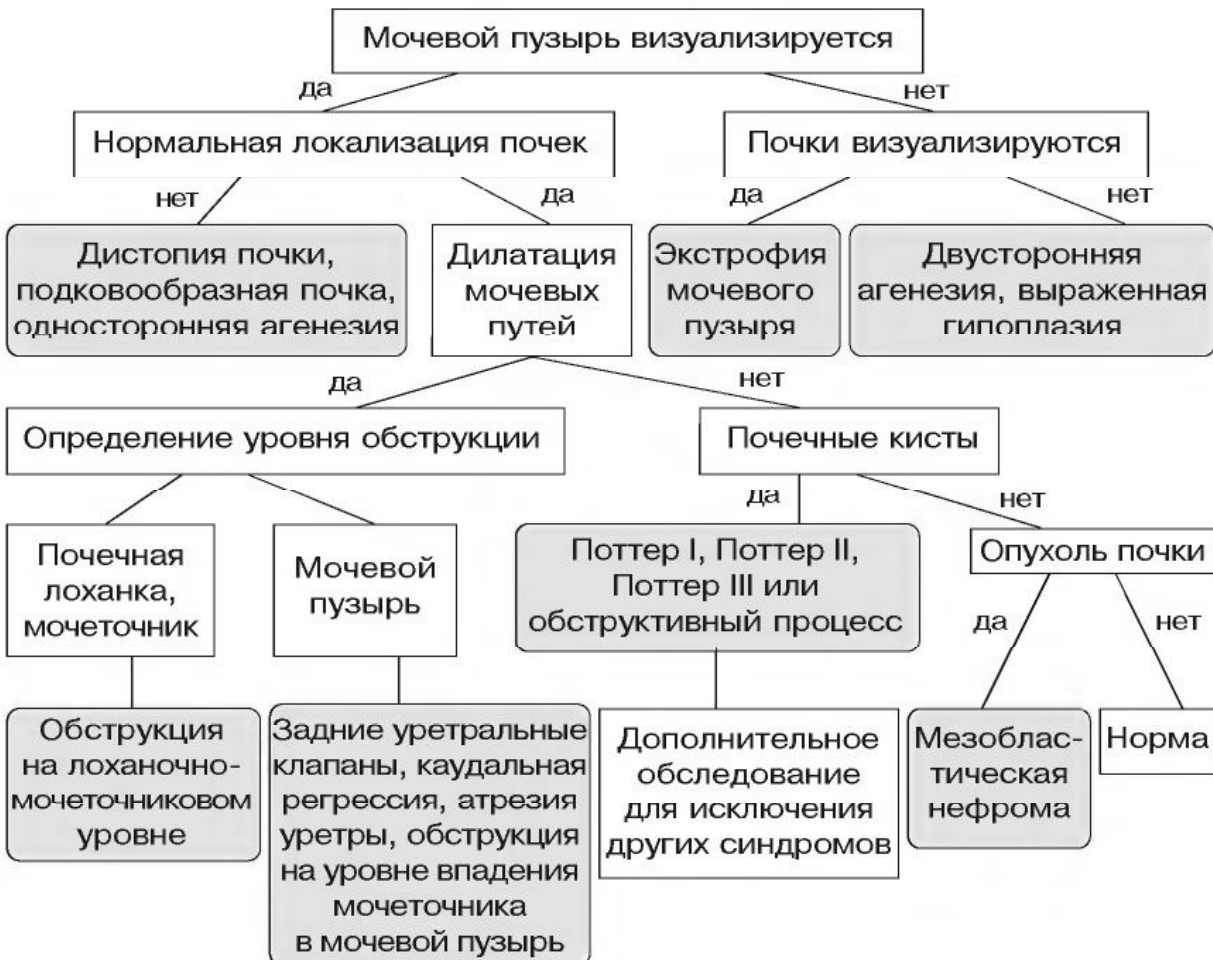 Мочевой пузырь визуализируется
да
нет
Нормальная локализация почек
Почки визуализируются
нет
да
да
нет
Дистопия почки,
подковообразная почка,
односторонняя агенезия
Дилатация
мочевых
путей
Экстрофия
мочевого
пузыря
Двусторонняя
агенезия, выраженная
гипоплазия
да
нет
Определение уровня обструкции
Почечные кисты
да
нет
Почечная
лоханка,
мочеточник
Мочевой
пузырь
Поттер I, Поттер II,
Поттер III или
обструктивный процесс
Опухоль почки
да
нет
Обструкция
на лоханочно-
мочеточниковом
уровне
Задние уретральные
клапаны, каудальная
регрессия, атрезия
уретры, обструкция
на уровне впадения
мочеточника
в мочевой пузырь
Дополнительное
обследование
для исключения
других синдромов
Мезоблас-
тическая
нефрома
Норма